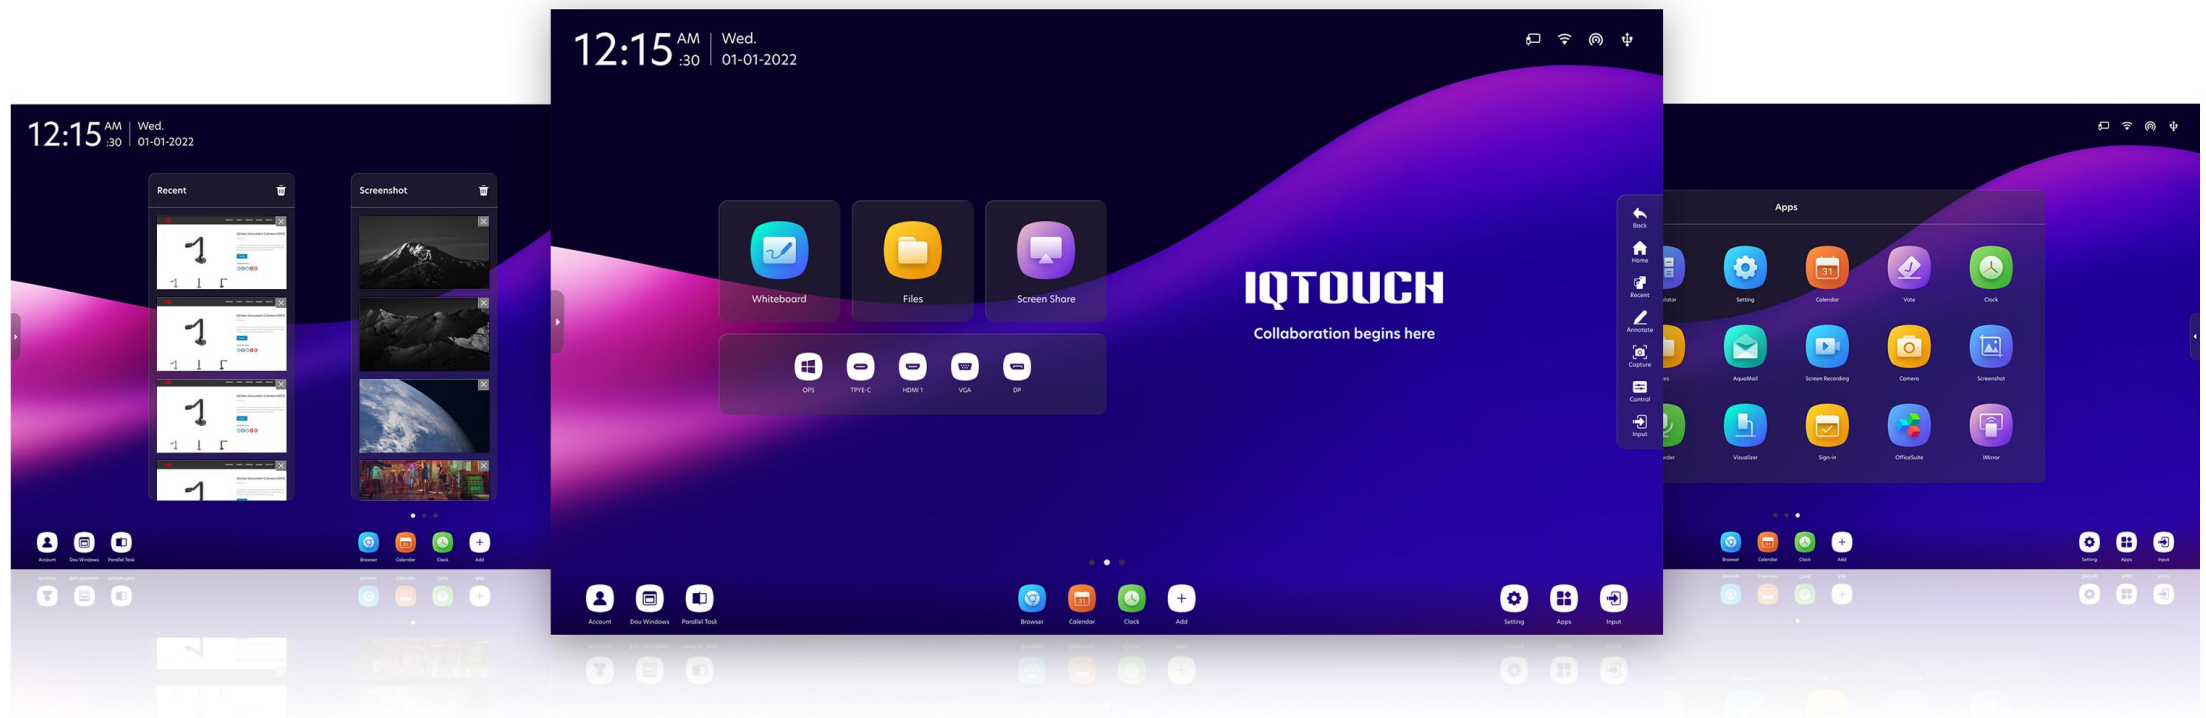 12:15 AM :30
Wed.
01-01-2022
Recent
Screenshot
Account
Dou Windows
Parallel Task
Browser
Calendar
Clock
Add
12:15 AM :30
Wed.
01-01-2022
Whiteboard
Files
Screen Share
OPS
TPYE-C
HDMI 1
VGA
DP
IQTOUCH
Collaboration begins here
Back
Home
Recent
Annotate
Capture
Control
Input
Account
Dou Windows
Parallel Task
Browser
31
Calendar
Clock
Add
Setting
Apps
Input
Apps
Setting
31
Calendar
Vote
Clock
AquaMail
Screen Recording
Camera
Screenshot
Visualizer
Sign-in
OfficeSuite
iMirror
Browser
Calendar
Clock
Add
Setting
Apps
Input